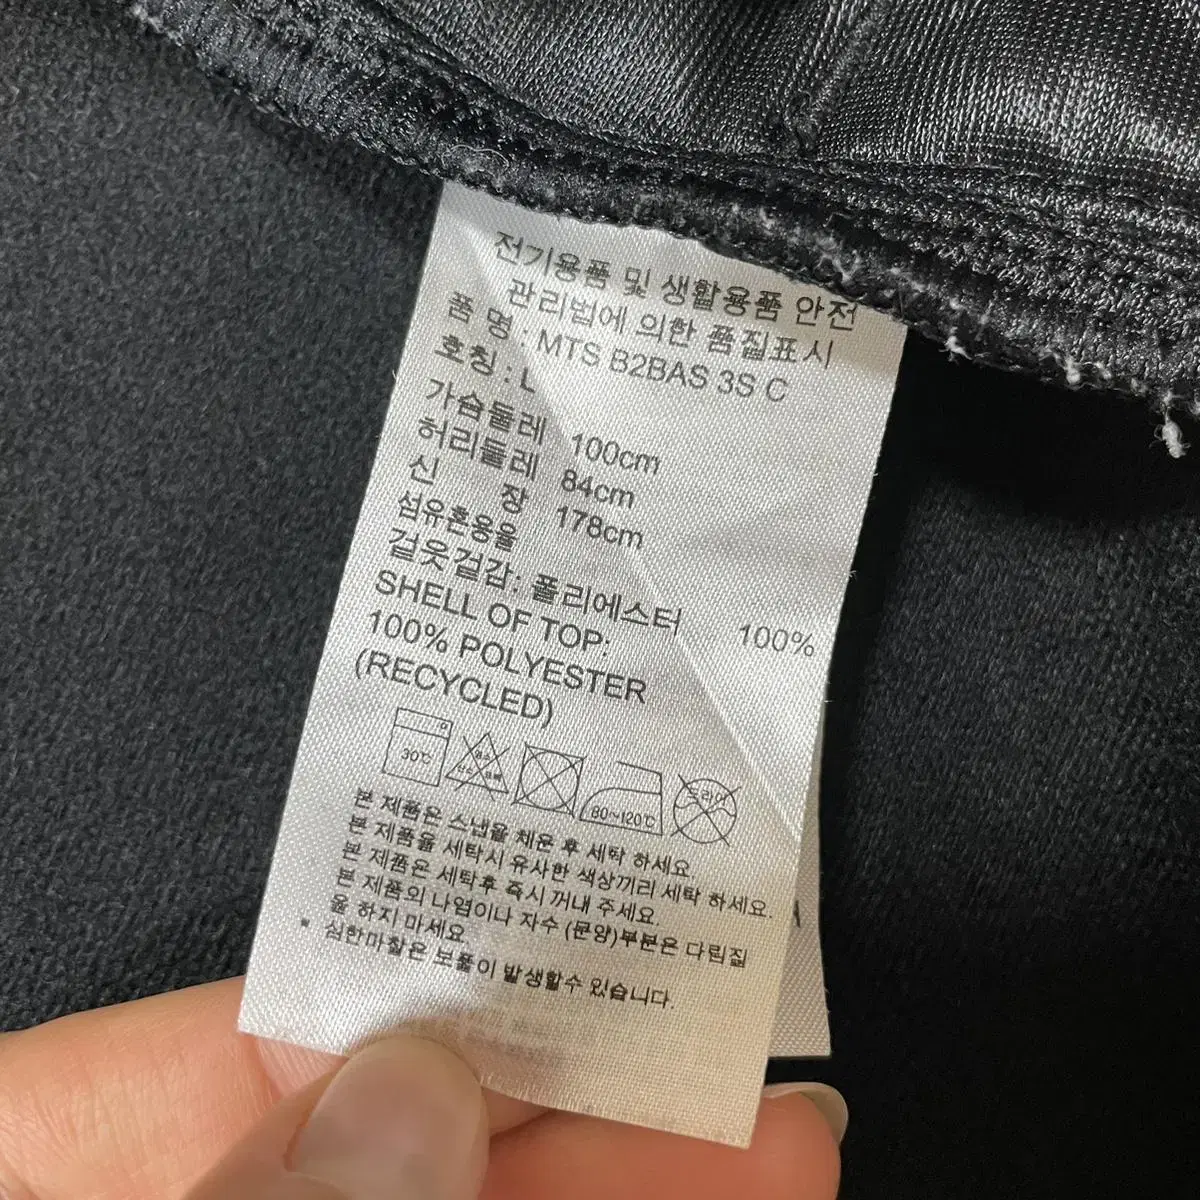 전기용품 및 생활용품 안전
관리법에 의한 품질표시
품 명 : MTS B2BAS 3S C
호칭 : L
가슴둘레 100cm
허리둘레 84cm
신 장 178cm
섬유혼용율
겉옷겉감: 폴리에스터 100%
SHELL OF TOP:
100% POLYESTER
(RECYCLED)
30℃
80~120℃
드라이
본 제품은 스냅을 채운 후 세탁 하세요.
본 제품을 세탁시 유사한 색상끼리 세탁 하세요.
본 제품은 세탁후 즉시 꺼내 주세요.
본 제품의 나염이나 자수 (문양)부분은 다림질
을 하지 마세요.
* 심한마찰은 보풀이 발생할수 있습니다.